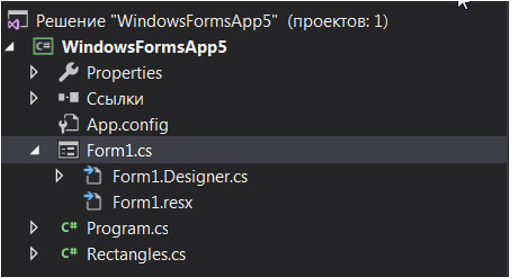 Решение "WindowsFormsApp5" (проектов: 1)
C# WindowsFormsApp5
Properties
Ссылки
App.config
Form1.cs
Form1.Designer.cs
Form1.resx
C# Program.cs
C# Rectangles.cs